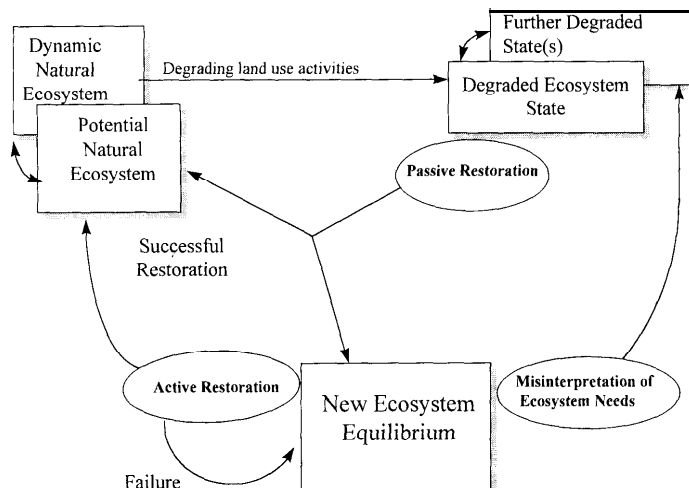 Dynamic
Natural
Ecosystem
Potential
Natural
Ecosystem
Degrading land use activities
Further Degraded
State(s)
Degraded Ecosystem
State
Passive Restoration
Successful
Restoration
Active Restoration
New Ecosystem
Equilibrium
Misinterpretation of
Ecosystem Needs
Failure